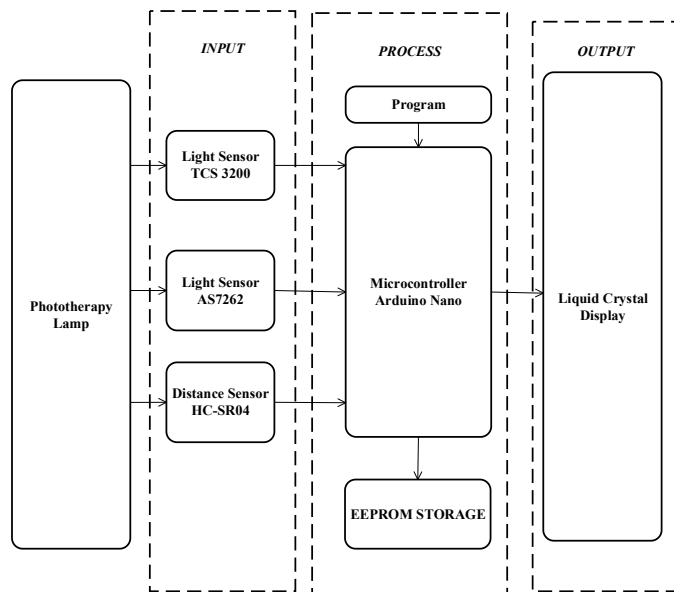 INPUT
PROCESS
OUTPUT
Program
Light Sensor
TCS 3200
Light Sensor
AS7262
Distance Sensor
HC-SR04
Phototherapy
Lamp
Microcontroller
Arduino Nano
Liquid Crystal
Display
EEPROM STORAGE